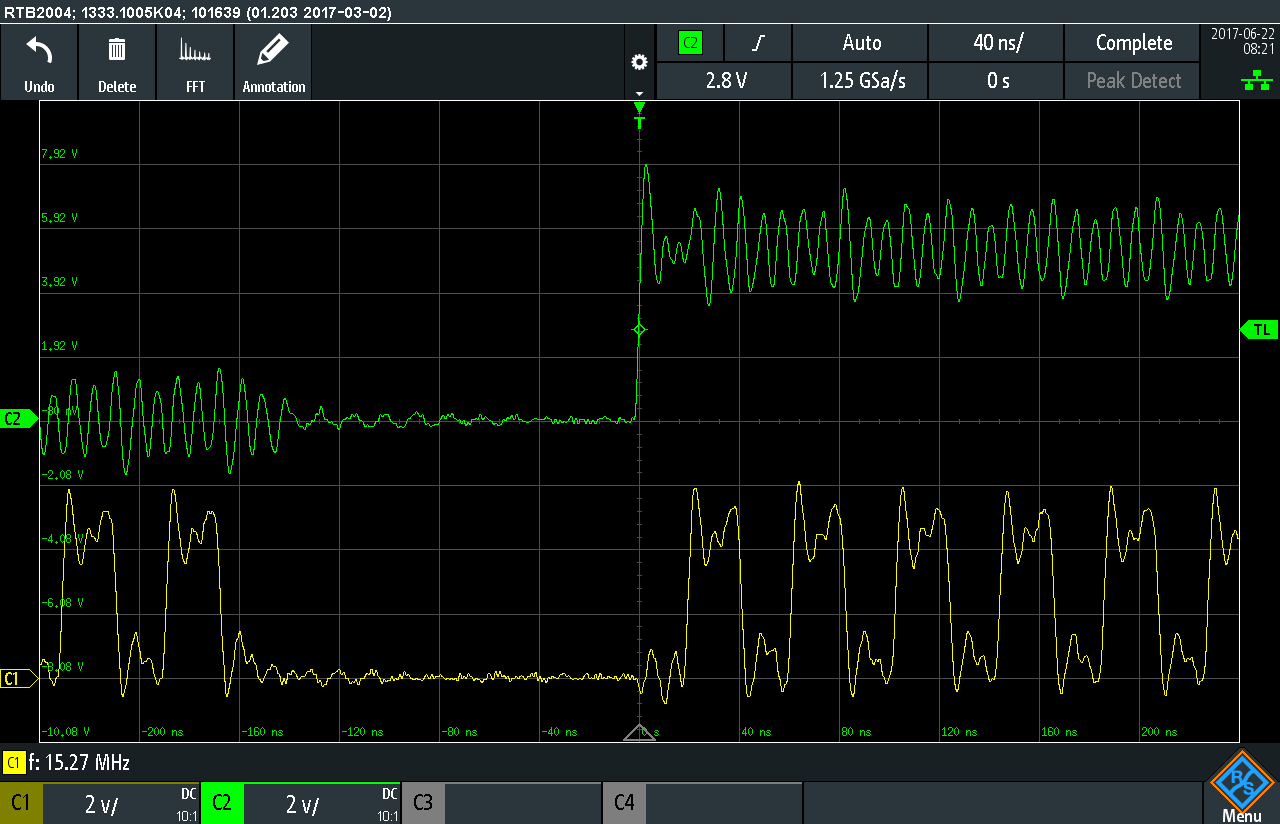 RTB2004; 1333.1005K04; 101639 (01.203 2017-03-02)
Undo
Delete
FFT
Annotation
C2
Auto
40 ns/
Complete
2.8 V
1.25 GSa/s
0 s
Peak Detect
2017-06-22
08:21
T
7.92 V
5.92 V
3.92 V
1.92 V
-80 mV
-2.08 V
-4.08 V
-6.08 V
-8.08 V
-10.08 V
-200 ns
-160 ns
-120 ns
-80 ns
-40 ns
0 s
40 ns
80 ns
120 ns
160 ns
200 ns
C2
TL
C1
C1 f: 15.27 MHz
C1
2 V/
DC
10:1
C2
2 V/
DC
10:1
C3
C4
R S
Menu